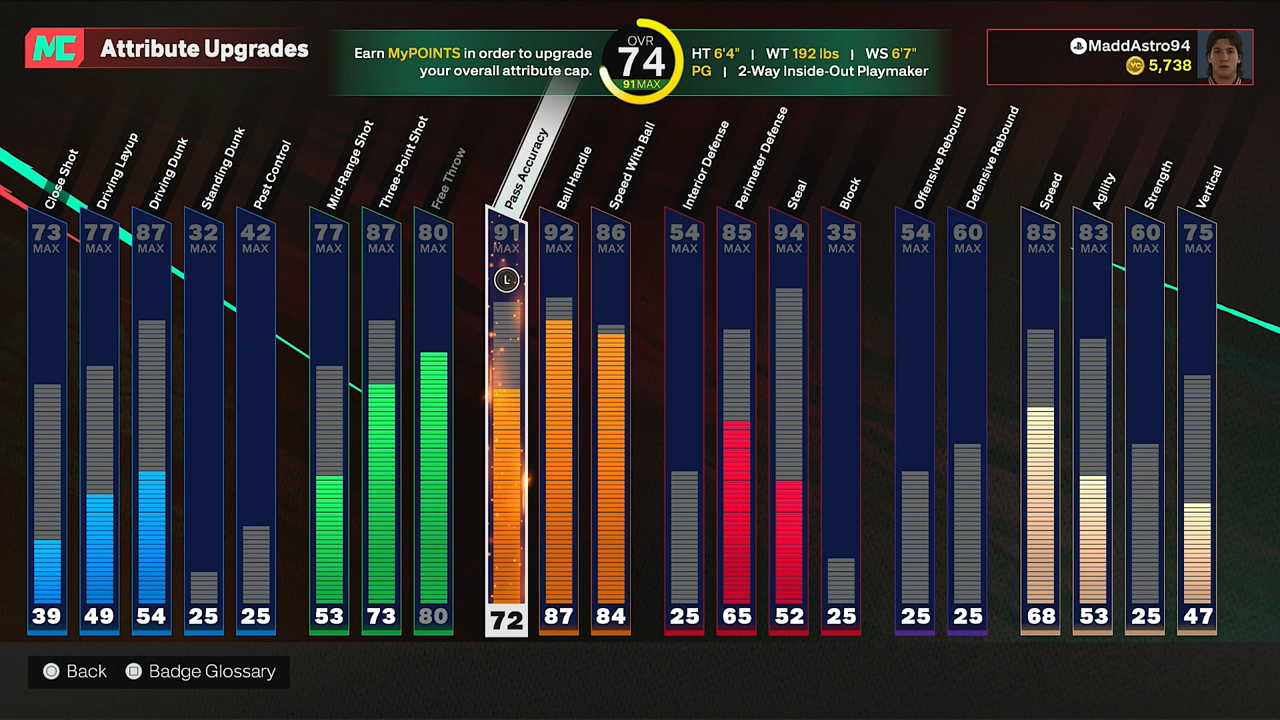 MC Attribute Upgrades
Earn MyPOINTS in order to upgrade
your overall attribute cap.
OVR
74
91 MAX
HT 6'4" | WT 192 lbs | WS 6'7"
PG | 2-Way Inside-Out Playmaker
MaddAstro94
VC 5,738
Close Shot
Driving Layup
Driving Dunk
Standing Dunk
Post Control
Mid-Range Shot
Three-Point Shot
Free Throw
Pass Accuracy
Ball Handle
Speed With Ball
Interior Defense
Perimeter Defense
Steal
Block
Offensive Rebound
Defensive Rebound
Speed
Agility
Strength
Vertical
73 77 87 32 42 77 87 80 91 92 86 54 85 94 35 54 60 85 83 60 75
MAX MAX MAX MAX MAX MAX MAX MAX MAX MAX MAX MAX MAX MAX MAX MAX MAX MAX MAX MAX MAX
L
39 49 54 25 25 53 73 80 72 87 84 25 65 52 25 25 25 68 53 25 47
Back Badge Glossary